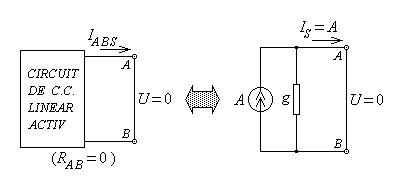 I_ABS
A
CIRCUIT
DE C.C.
LINEAR
ACTIV
U=0
B
(R_AB=0)
I_S=A
A
A
g
U=0
B